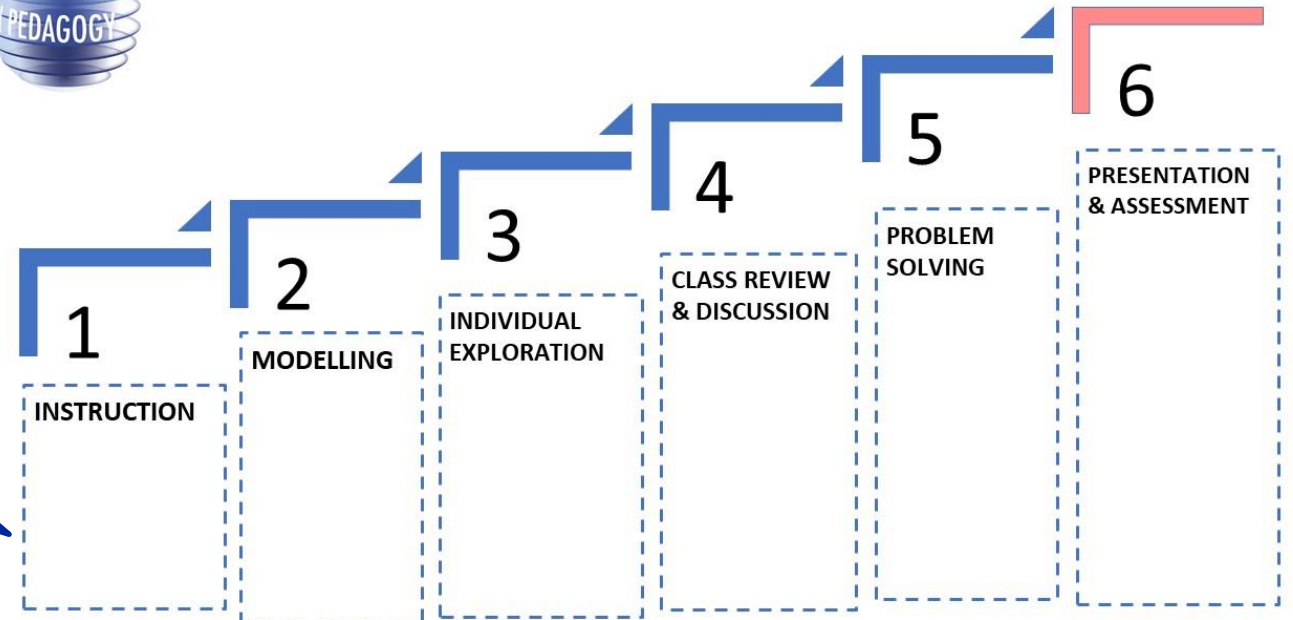 PEDAGOGY
1
INSTRUCTION
2
MODELLING
3
INDIVIDUAL
EXPLORATION
4
CLASS REVIEW
& DISCUSSION
5
PROBLEM
SOLVING
6
PRESENTATION
& ASSESSMENT